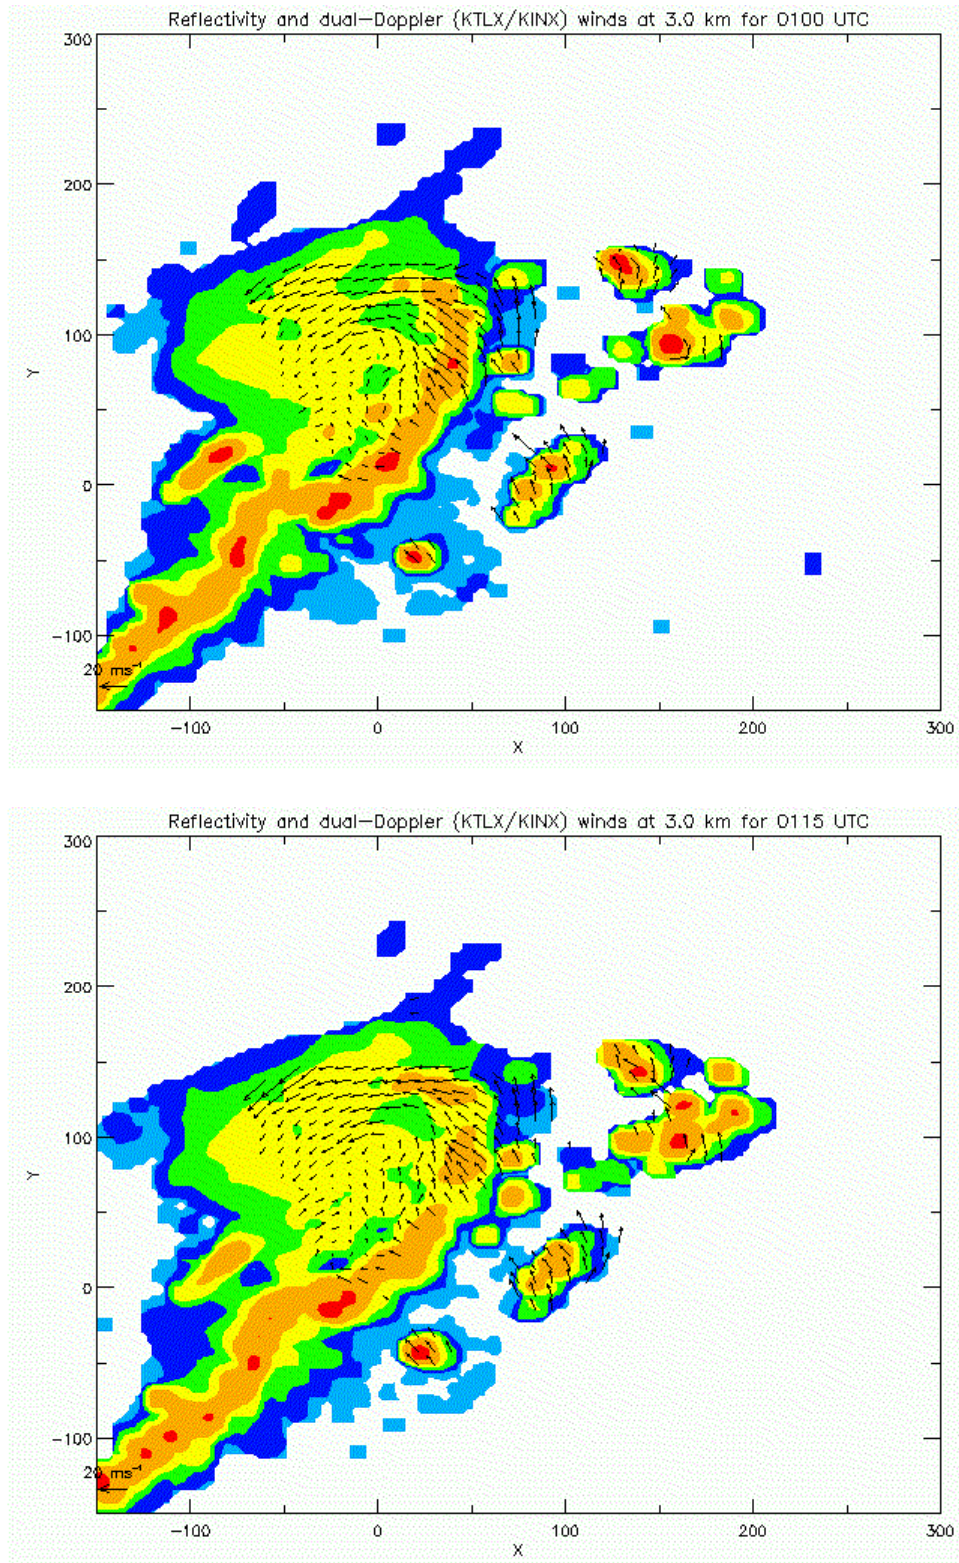 Reflectivity and dual-Doppler (KTLX/KINX) winds at 3.0 km for 0100 UTC
300
200
Y
100
0
-100
20 ms⁻¹
-100 0 100 200 300
X
Reflectivity and dual-Doppler (KTLX/KINX) winds at 3.0 km for 0115 UTC
300
200
Y
100
0
-100
20 ms⁻¹
-100 0 100 200 300
X